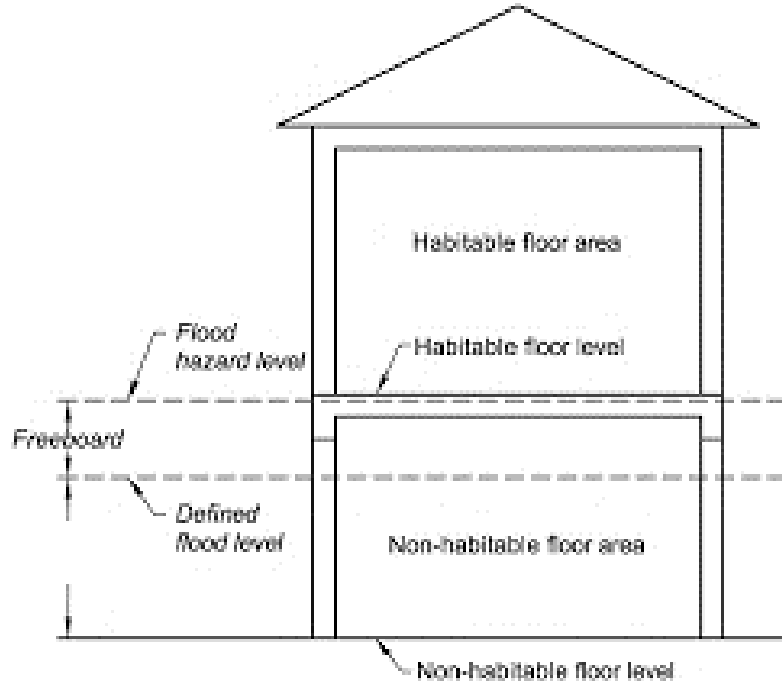 Habitable floor area
Flood
hazard level
Habitable floor level
Freeboard
Defined
flood level
Non-habitable floor area
Non-habitable floor level